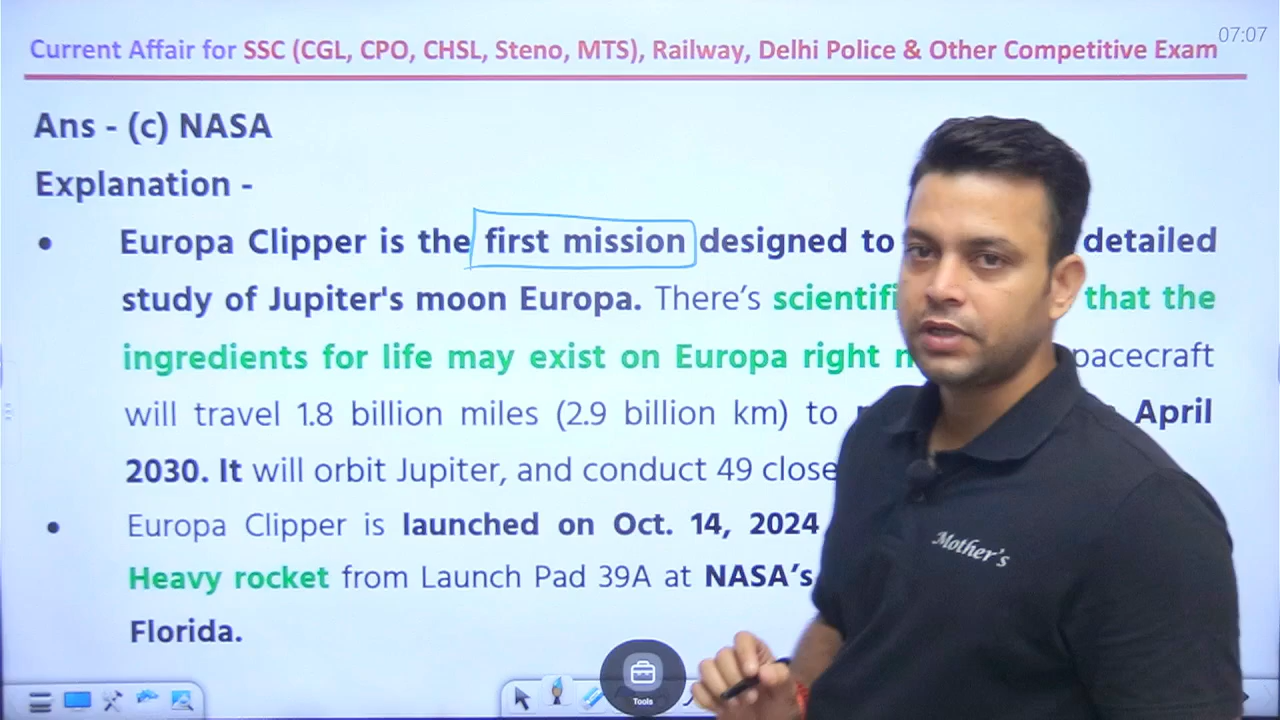 07:07
Current Affair for SSC (CGL, CPO, CHSL, Steno, MTS), Railway, Delhi Police & Other Competitive Exam
Ans - (c) NASA
Explanation -
• Europa Clipper is the first mission designed to detailed
study of Jupiter's moon Europa. There's that the
ingredients for life may exist on Europa right
will travel 1.8 billion miles (2.9 billion km) to April
2030. It will orbit Jupiter, and conduct 49 close
• Europa Clipper is launched on Oct. 14, 2024
Heavy rocket from Launch Pad 39A at NASA's
Florida.
Mother's
Tools